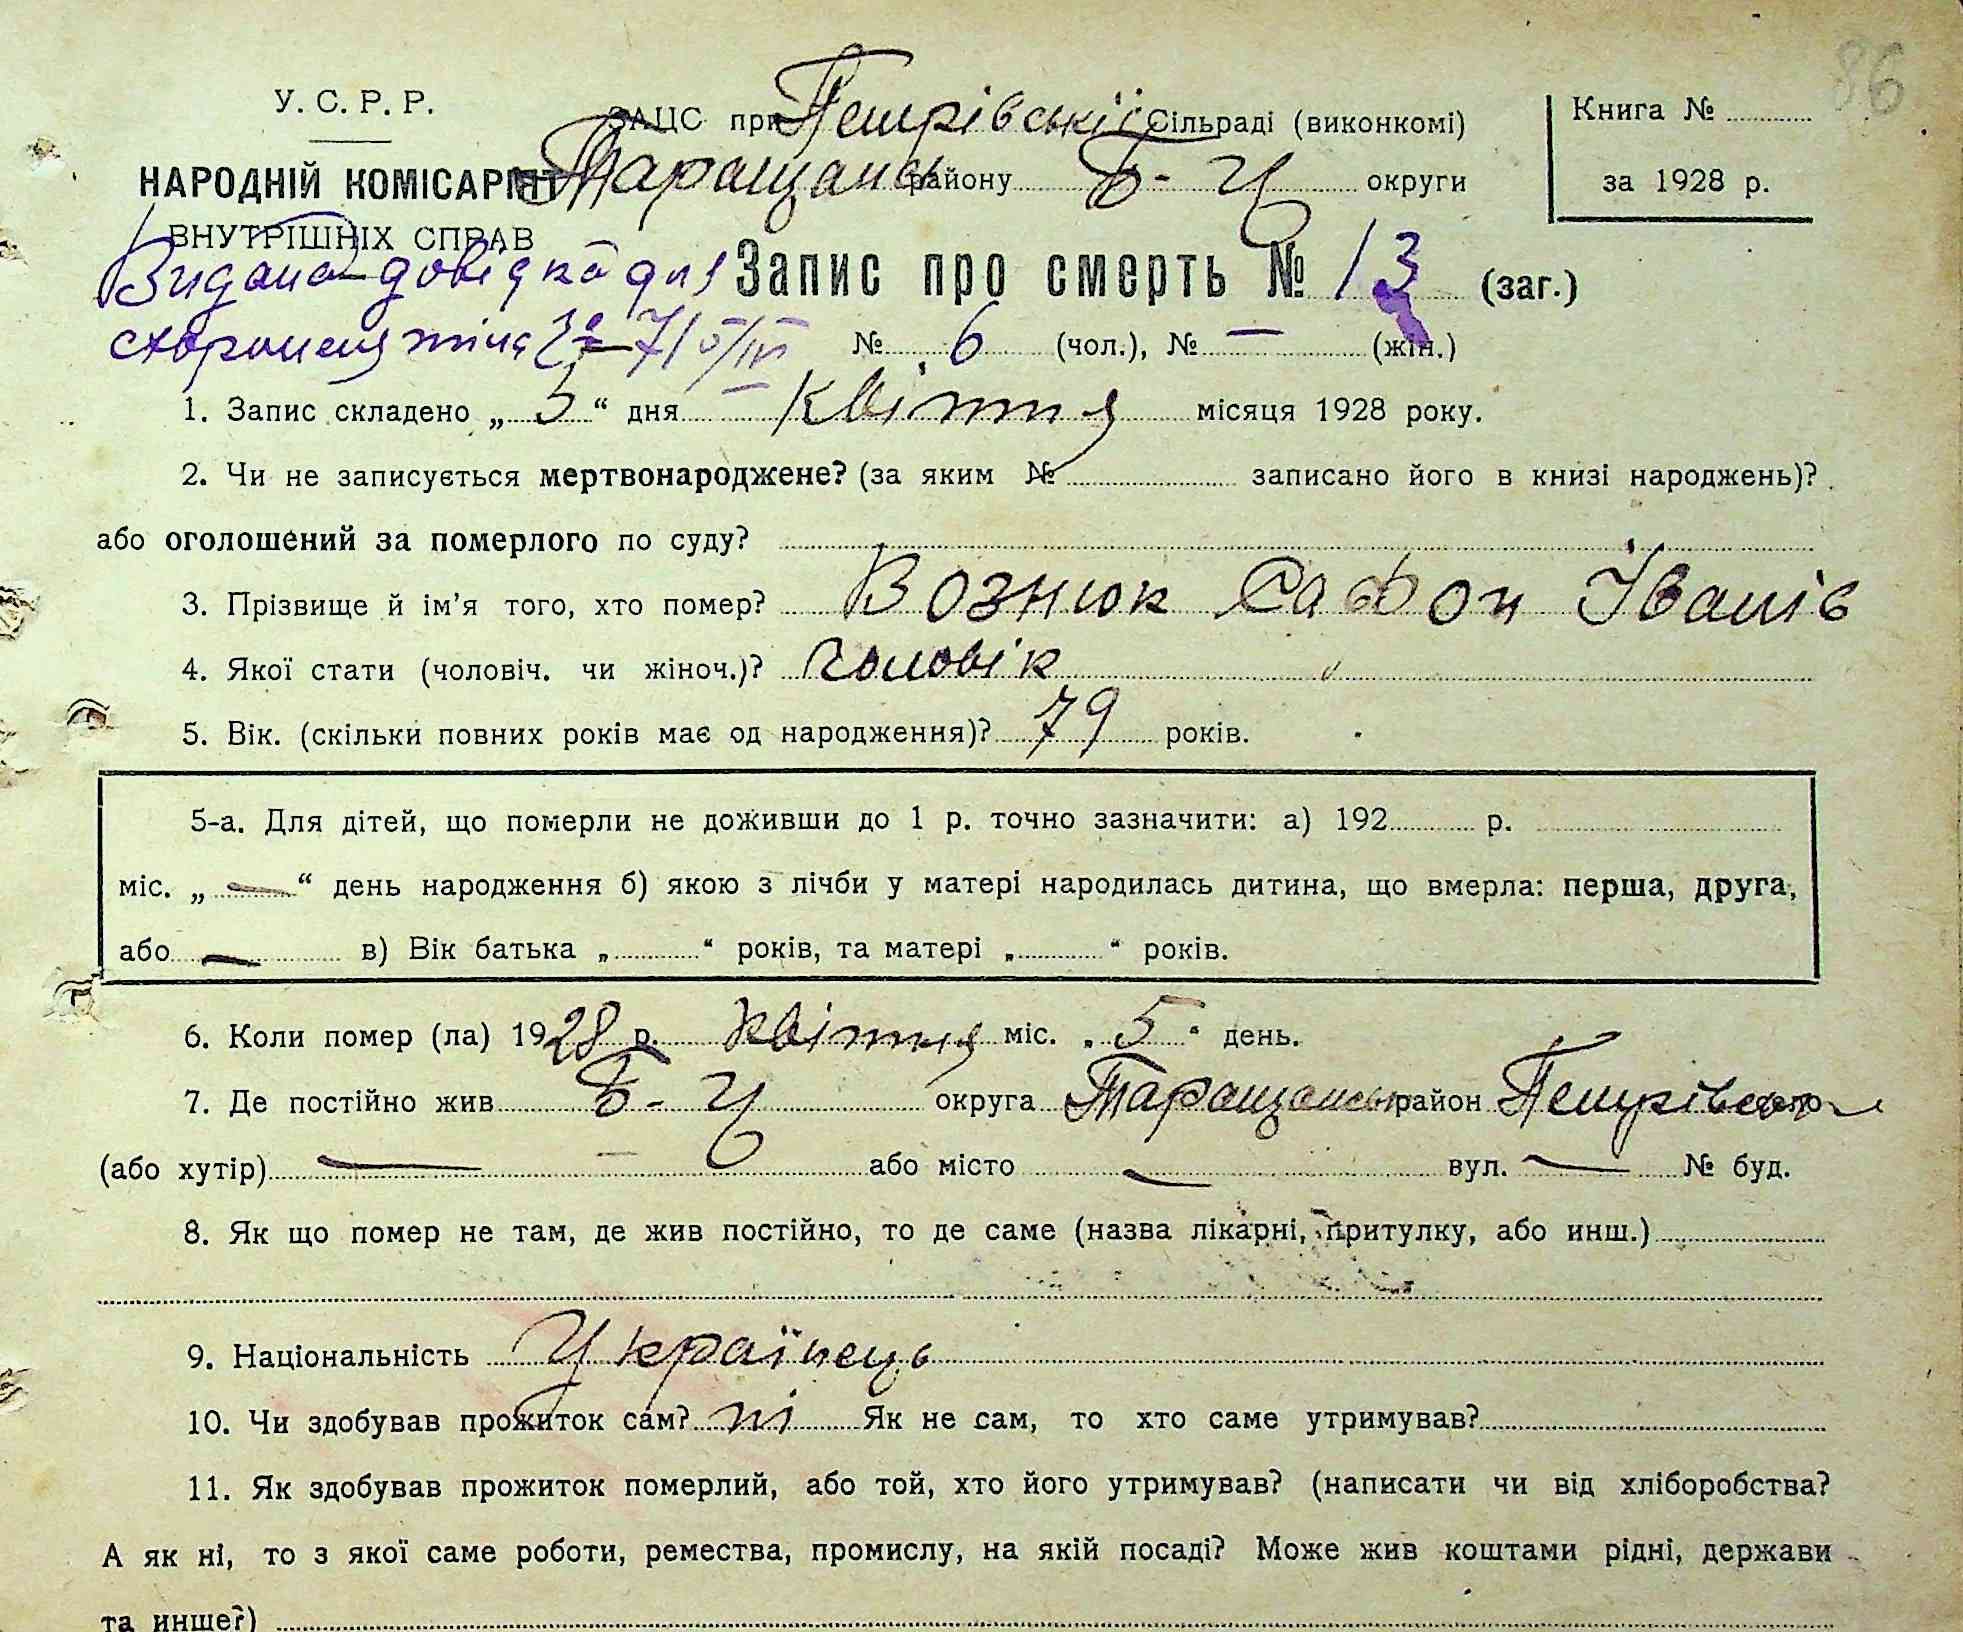 86
У. С. Р. Р.
ЗАЦС при Петрівській Сільраді (виконкомі)
Книга №
НАРОДНІЙ КОМІСАРІЯТ Таращанськ району Б-Ц округи
за 1928 р.
ВНУТРІШНІХ СПРАВ
Видана довідка для Запис про смерть № 13 (заг.)
№ 6 (чол.), № — (жін.)
1. Запис складено „ 5 “ дня квітня місяця 1928 року.
2. Чи не записується мертвонароджене? (за яким № записано його в книзі народжень)?
або оголошений за померлого по суду?
3. Прізвище й ім’я того, хто помер? Вознюк Сафон Іванів
4. Якої стати (чоловіч. чи жіноч.)? чоловік
5. Вік. (скільки повних років має од народження)? 79 років.
5-а. Для дітей, що померли не доживши до 1 р. точно зазначити: а) 192 р.
міс. „ — “ день народження б) якою з лічби у матері народилась дитина, що вмерла: перша, друга,
або — в) Вік батька „ “ років, та матері „ “ років.
6. Коли помер (ла) 1928 р. квітня міс. „ 5 “ день.
7. Де постійно жив Б-Ц округа Таращанськ район Петрівська село
(або хутір) — або місто — вул. — № буд.
8. Як що помер не там, де жив постійно, то де саме (назва лікарні, притулку, або инш.)
9. Національність Українець
10. Чи здобував прожиток сам? ні Як не сам, то хто саме утримував?
11. Як здобував прожиток померлий, або той, хто його утримував? (написати чи від хліборобства?
А як ні, то з якої саме роботи, ремества, промислу, на якій посаді? Може жив коштами рідні, держави
та инше?)